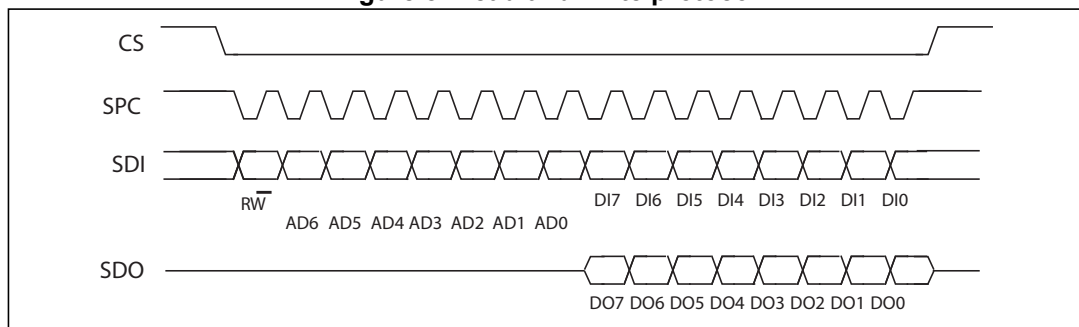 CS
SPC
SDI
RW
DI7 DI6 DI5 DI4 DI3 DI2 DI1 DI0
AD6 AD5 AD4 AD3 AD2 AD1 AD0
SDO
DO7 DO6 DO5 DO4 DO3 DO2 DO1 DO0